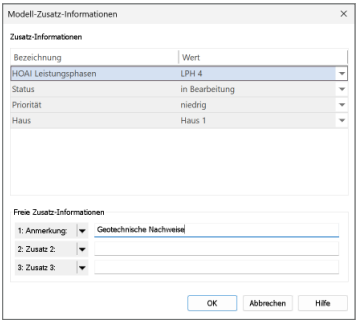 Modell-Zusatz-Informationen
Zusatz-Informationen
Bezeichnung Wert
HOAI Leistungsphasen LPH 4
Status in Bearbeitung
Priorität niedrig
Haus Haus 1
Freie Zusatz-Informationen
1: Anmerkung: Geotechnische Nachweise
2: Zusatz 2:
3: Zusatz 3:
OK Abbrechen Hilfe